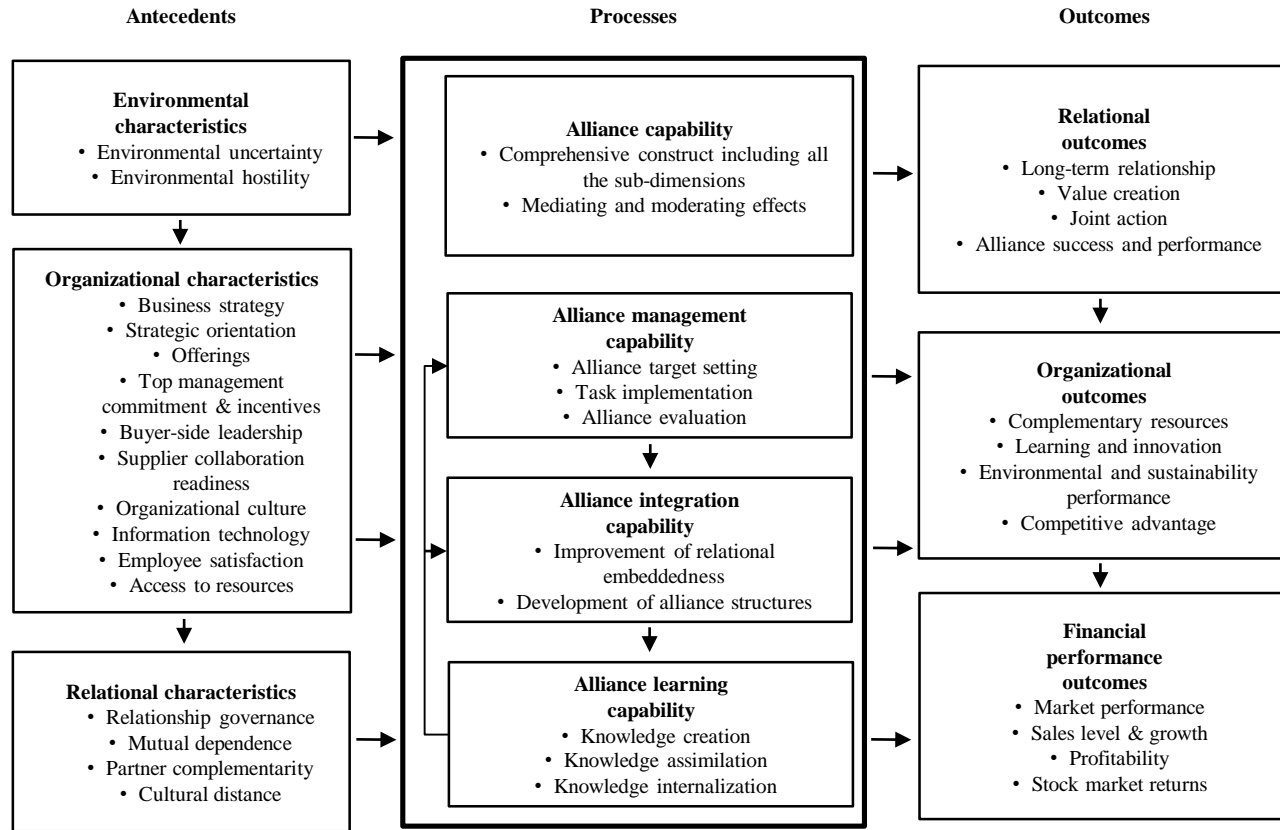 Antecedents
Environmental
characteristics
• Environmental uncertainty
• Environmental hostility
Organizational characteristics
• Business strategy
• Strategic orientation
• Offerings
• Top management
commitment & incentives
• Buyer-side leadership
• Supplier collaboration
readiness
• Organizational culture
• Information technology
• Employee satisfaction
• Access to resources
Relational characteristics
• Relationship governance
• Mutual dependence
• Partner complementarity
• Cultural distance
Processes
Alliance capability
• Comprehensive construct including all
the sub-dimensions
• Mediating and moderating effects
Alliance management
capability
• Alliance target setting
• Task implementation
• Alliance evaluation
Alliance integration
capability
• Improvement of relational
embeddedness
• Development of alliance structures
Alliance learning
capability
• Knowledge creation
• Knowledge assimilation
• Knowledge internalization
Outcomes
Relational
outcomes
• Long-term relationship
• Value creation
• Joint action
• Alliance success and performance
Organizational
outcomes
• Complementary resources
• Learning and innovation
• Environmental and sustainability
performance
• Competitive advantage
Financial
performance
outcomes
• Market performance
• Sales level & growth
• Profitability
• Stock market returns